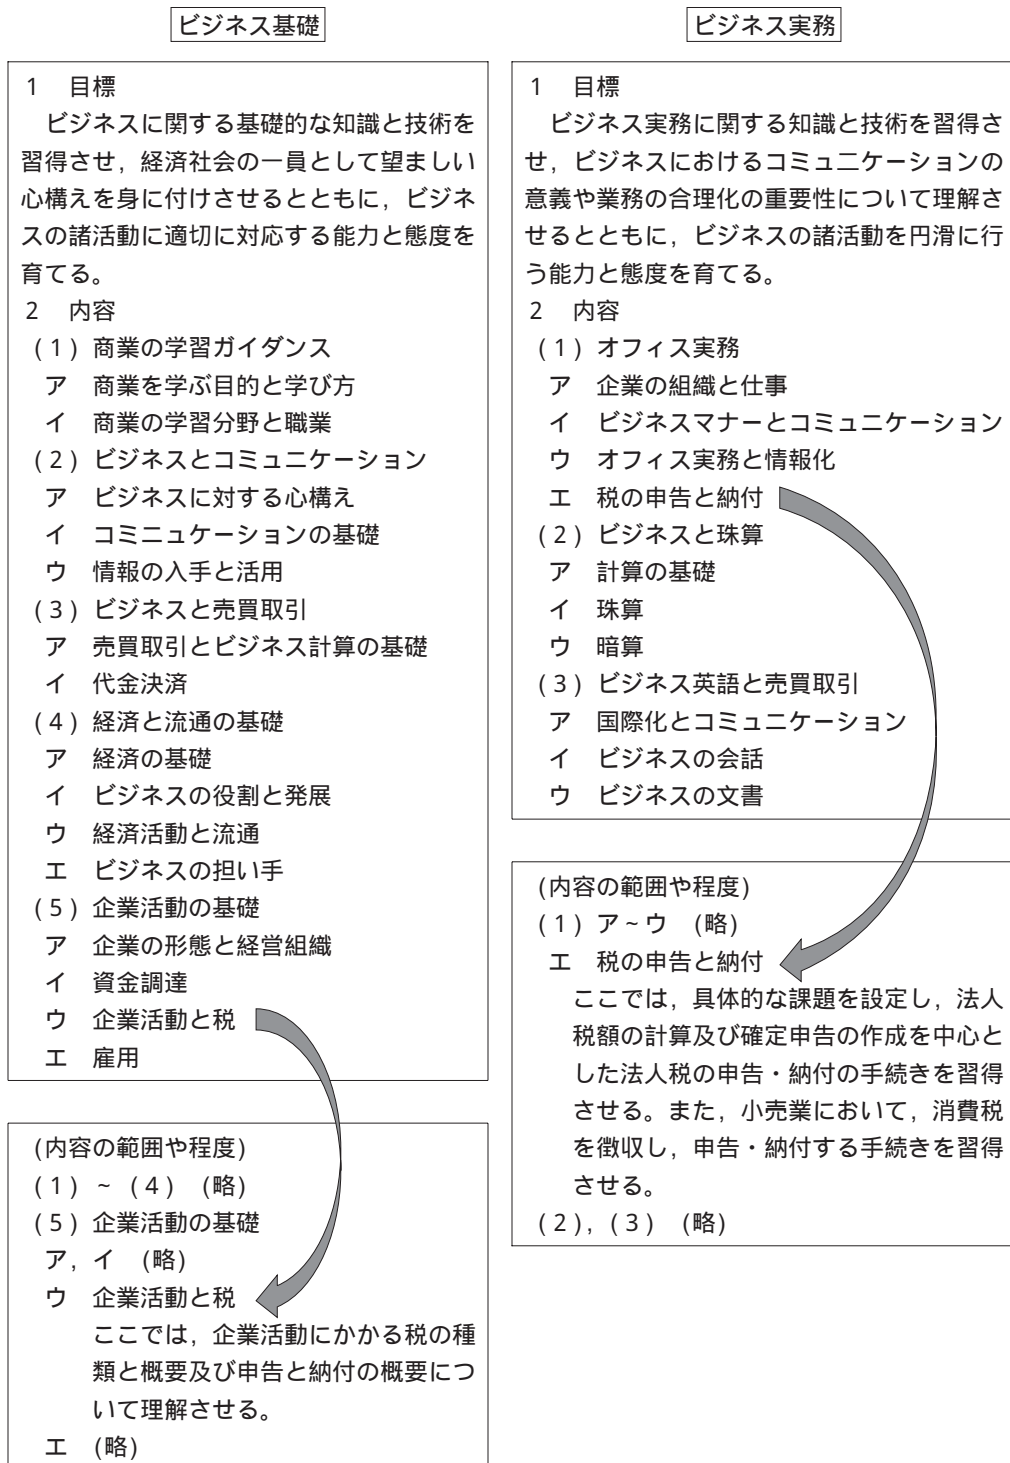 ビジネス基礎
1 目標
ビジネスに関する基礎的な知識と技術を
習得させ，経済社会の一員として望ましい
心構えを身に付けさせるとともに，ビジネ
スの諸活動に適切に対応する能力と態度を
育てる。
2 内容
(1) 商業の学習ガイダンス
ア 商業を学ぶ目的と学び方
イ 商業の学習分野と職業
(2) ビジネスとコミュニケーション
ア ビジネスに対する心構え
イ コミニュケーションの基礎
ウ 情報の入手と活用
(3) ビジネスと売買取引
ア 売買取引とビジネス計算の基礎
イ 代金決済
(4) 経済と流通の基礎
ア 経済の基礎
イ ビジネスの役割と発展
ウ 経済活動と流通
エ ビジネスの担い手
(5) 企業活動の基礎
ア 企業の形態と経営組織
イ 資金調達
ウ 企業活動と税
エ 雇用
(内容の範囲や程度)
(1) ~ (4) (略)
(5) 企業活動の基礎
ア，イ (略)
ウ 企業活動と税
ここでは，企業活動にかかる税の種
類と概要及び申告と納付の概要につ
いて理解させる。
エ (略)
ビジネス実務
1 目標
ビジネス実務に関する知識と技術を習得さ
せ，ビジネスにおけるコミュニケーションの
意義や業務の合理化の重要性について理解さ
せるとともに，ビジネスの諸活動を円滑に行
う能力と態度を育てる。
2 内容
(1) オフィス実務
ア 企業の組織と仕事
イ ビジネスマナーとコミュニケーション
ウ オフィス実務と情報化
エ 税の申告と納付
(2) ビジネスと珠算
ア 計算の基礎
イ 珠算
ウ 暗算
(3) ビジネス英語と売買取引
ア 国際化とコミュニケーション
イ ビジネスの会話
ウ ビジネスの文書
(内容の範囲や程度)
(1) ア~ウ (略)
エ 税の申告と納付
ここでは，具体的な課題を設定し，法人
税額の計算及び確定申告の作成を中心と
した法人税の申告・納付の手続きを習得
させる。また，小売業において，消費税
を徴収し，申告・納付する手続きを習得
させる。
(2)，(3) (略)